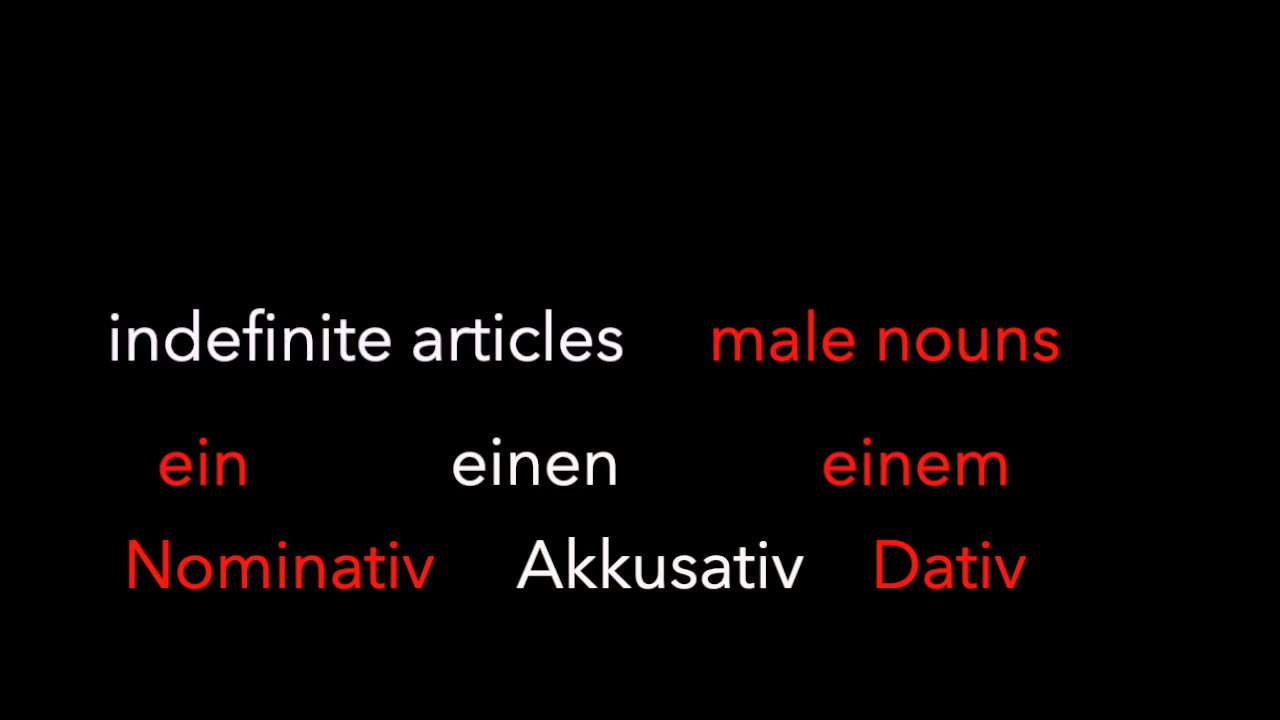 indefinite articles male nouns
ein einen einem
Nominativ Akkusativ Dativ